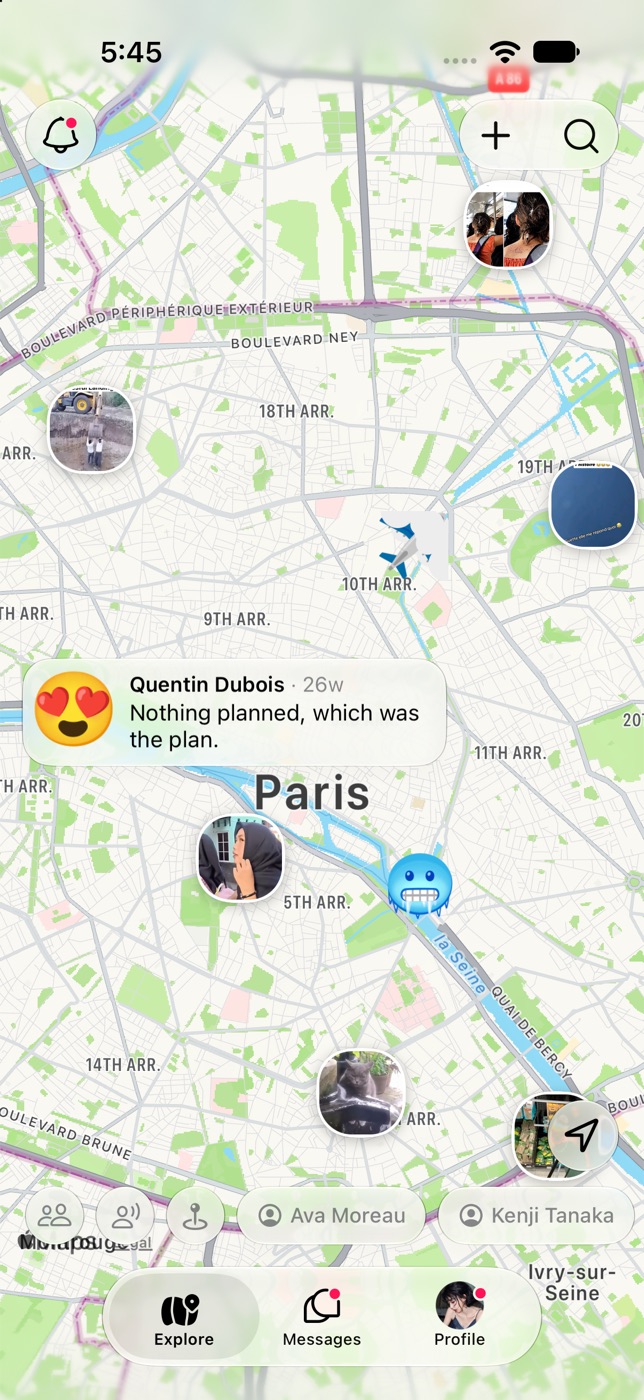 5:45
A 86
BOULEVARD PÉRIPHÉRIQUE EXTÉRIEUR
BOULEVARD NEY
18TH ARR.
ARR.
19TH
10TH ARR.
TH ARR.
9TH ARR.
Quentin Dubois · 26w
Nothing planned, which was
the plan.
20
11TH ARR.
TH ARR.
Paris
5TH ARR.
la Seine
QUAI DE BERCY
14TH ARR.
ARR.
OULEVARD BRUNE
BOU
Ava Moreau
Kenji Tanaka
Ivry-sur-
Seine
Explore
Messages
Profile